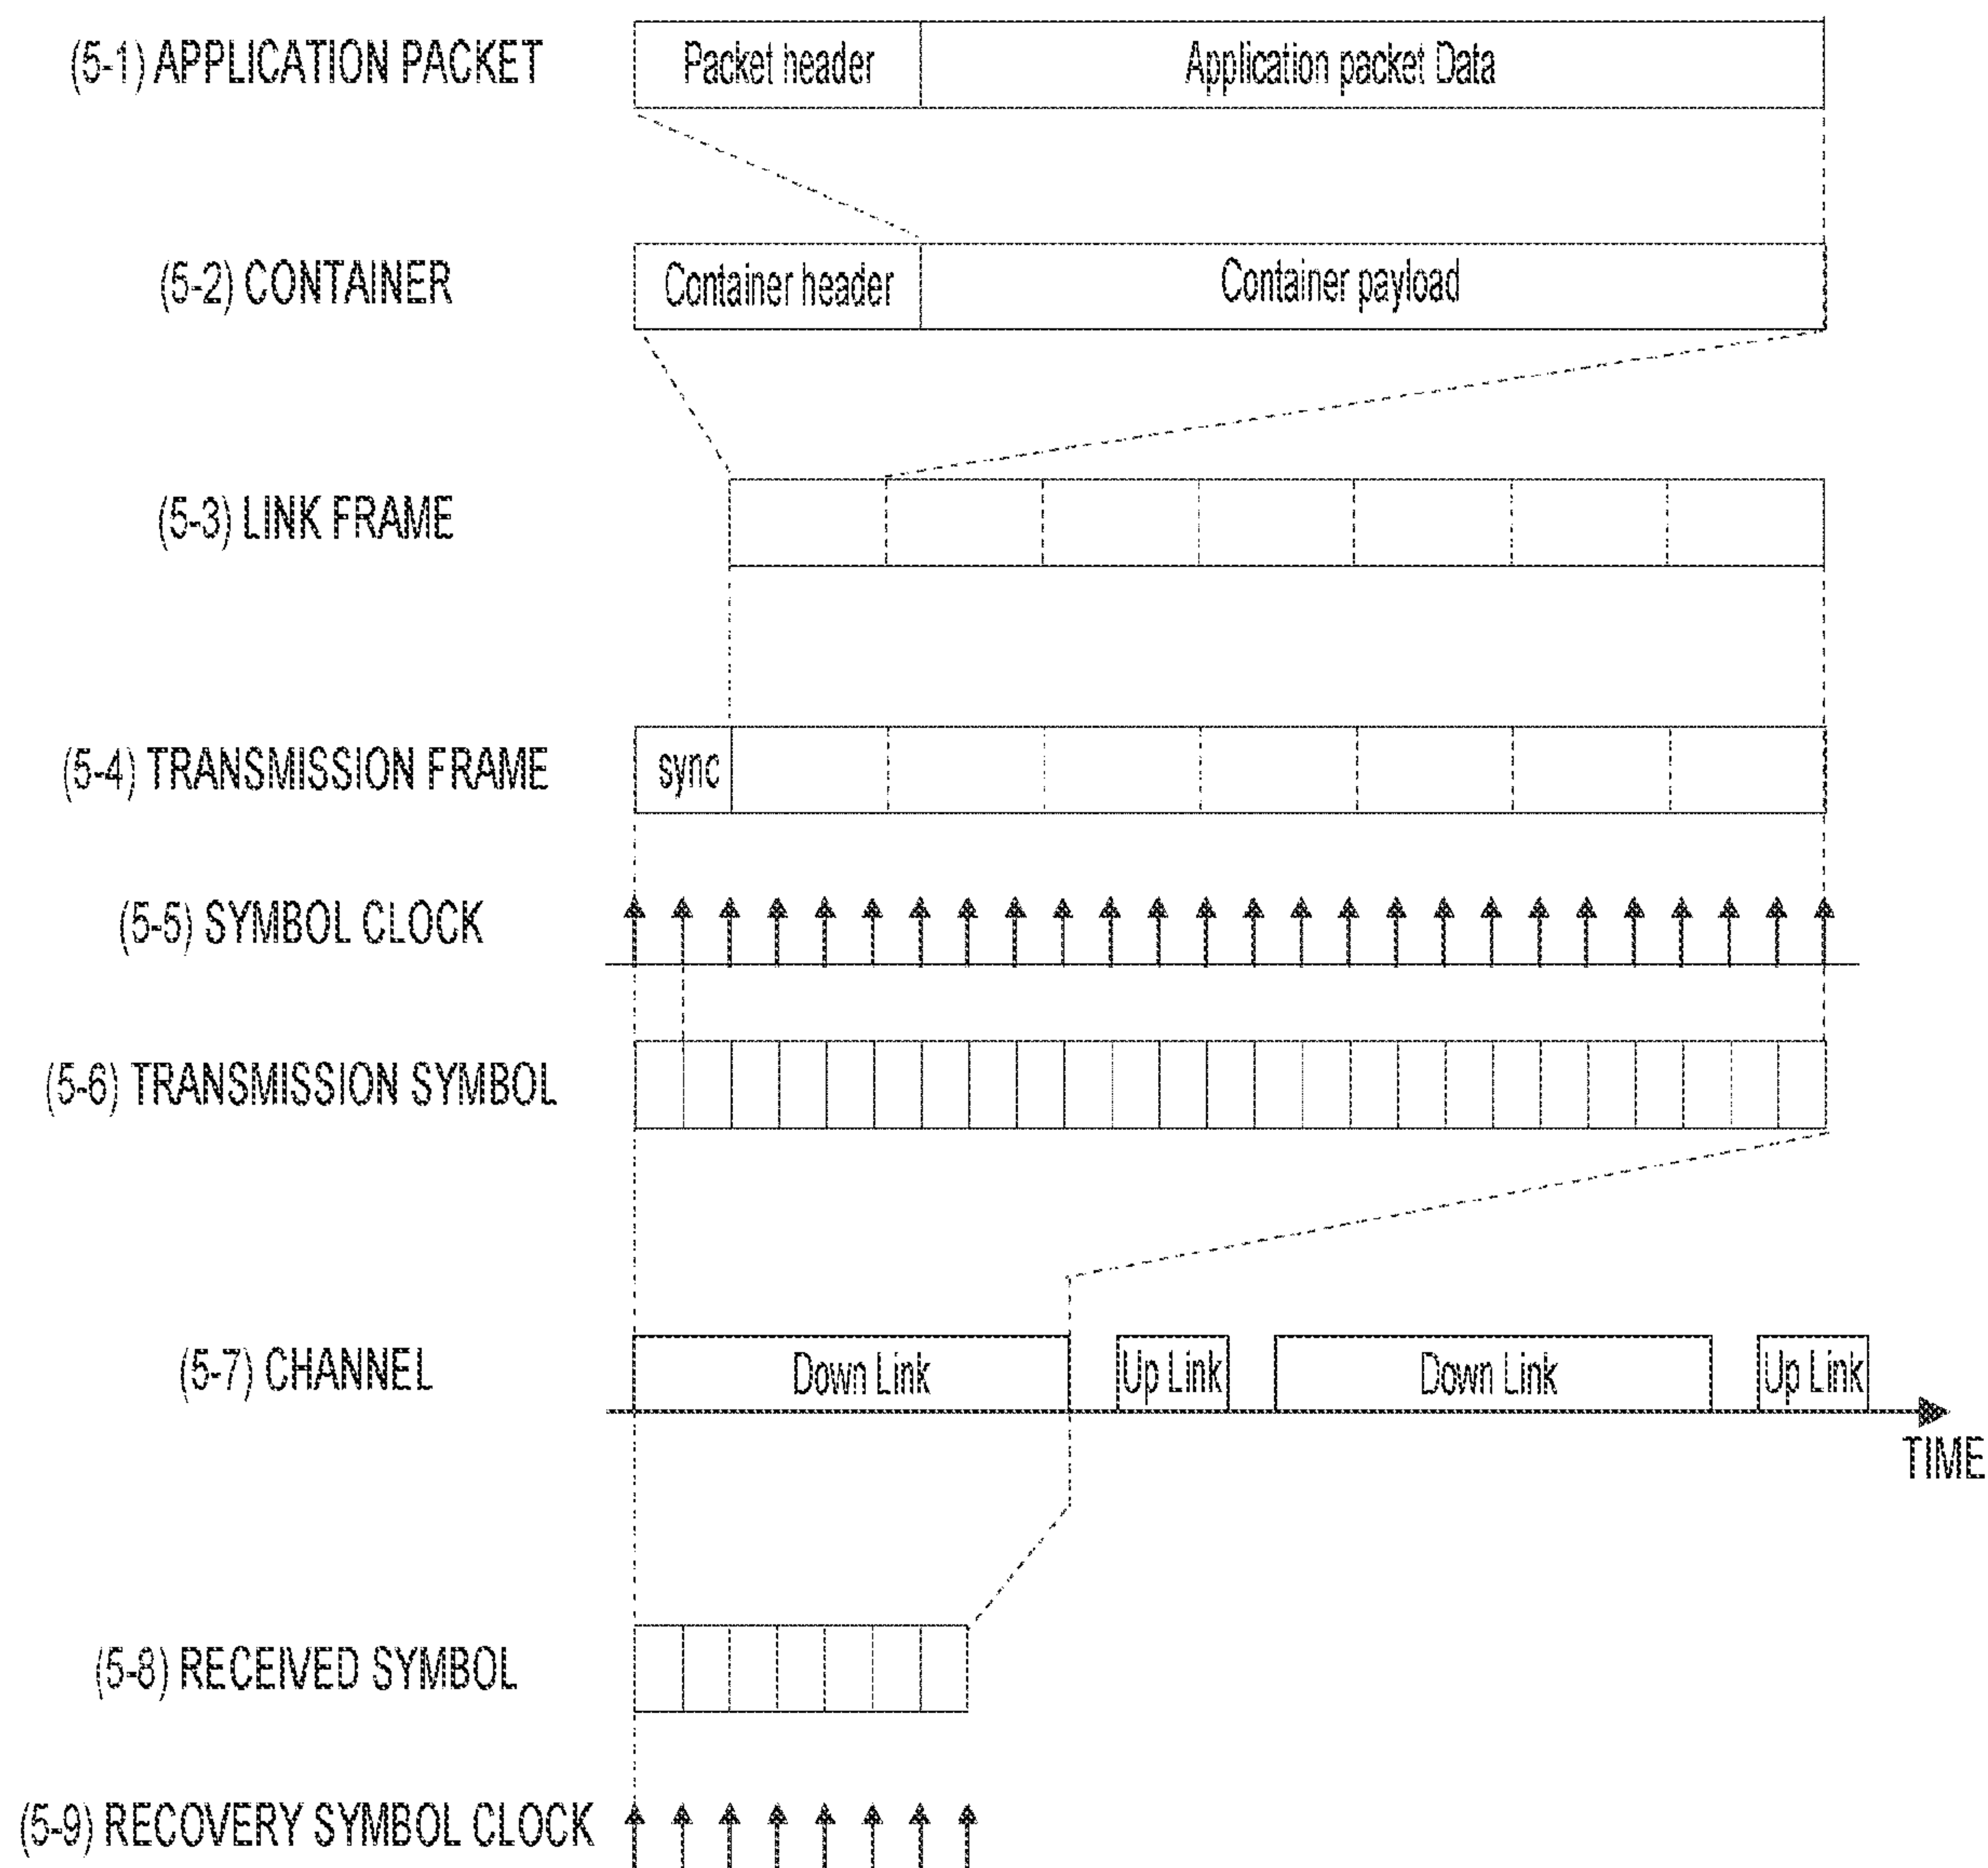 (5-1) APPLICATION PACKET
Packet header
Application packet Data
(5-2) CONTAINER
Container header
Container payload
(5-3) LINK FRAME
(5-4) TRANSMISSION FRAME
sync
(5-5) SYMBOL CLOCK
(5-6) TRANSMISSION SYMBOL
(5-7) CHANNEL
Down Link
Up Link
Down Link
Up Link
TIME
(5-8) RECEIVED SYMBOL
(5-9) RECOVERY SYMBOL CLOCK